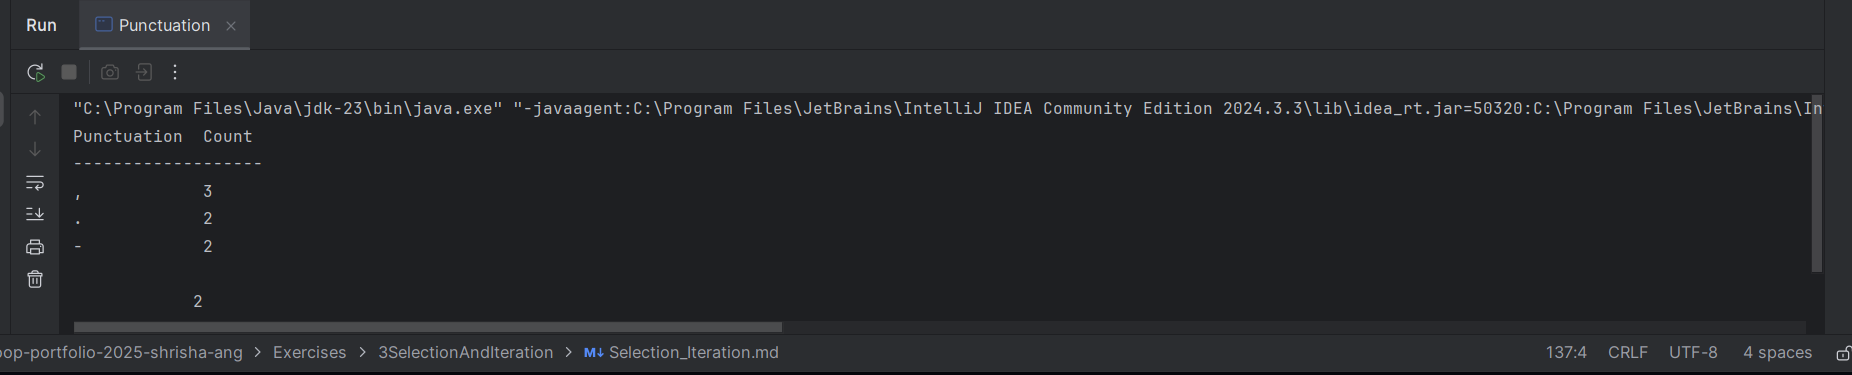 Run Punctuation
"C:\Program Files\Java\jdk-23\bin\java.exe" "-javaagent:C:\Program Files\JetBrains\IntelliJ IDEA Community Edition 2024.3.3\lib\idea_rt.jar=50320:C:\Program Files\JetBrains\In
Punctuation  Count
-------------------
,            3
.            2
-            2
            2
oop-portfolio-2025-shrisha-ang > Exercises > 3SelectionAndIteration > M↓ Selection_Iteration.md 137:4 CRLF UTF-8 4 spaces